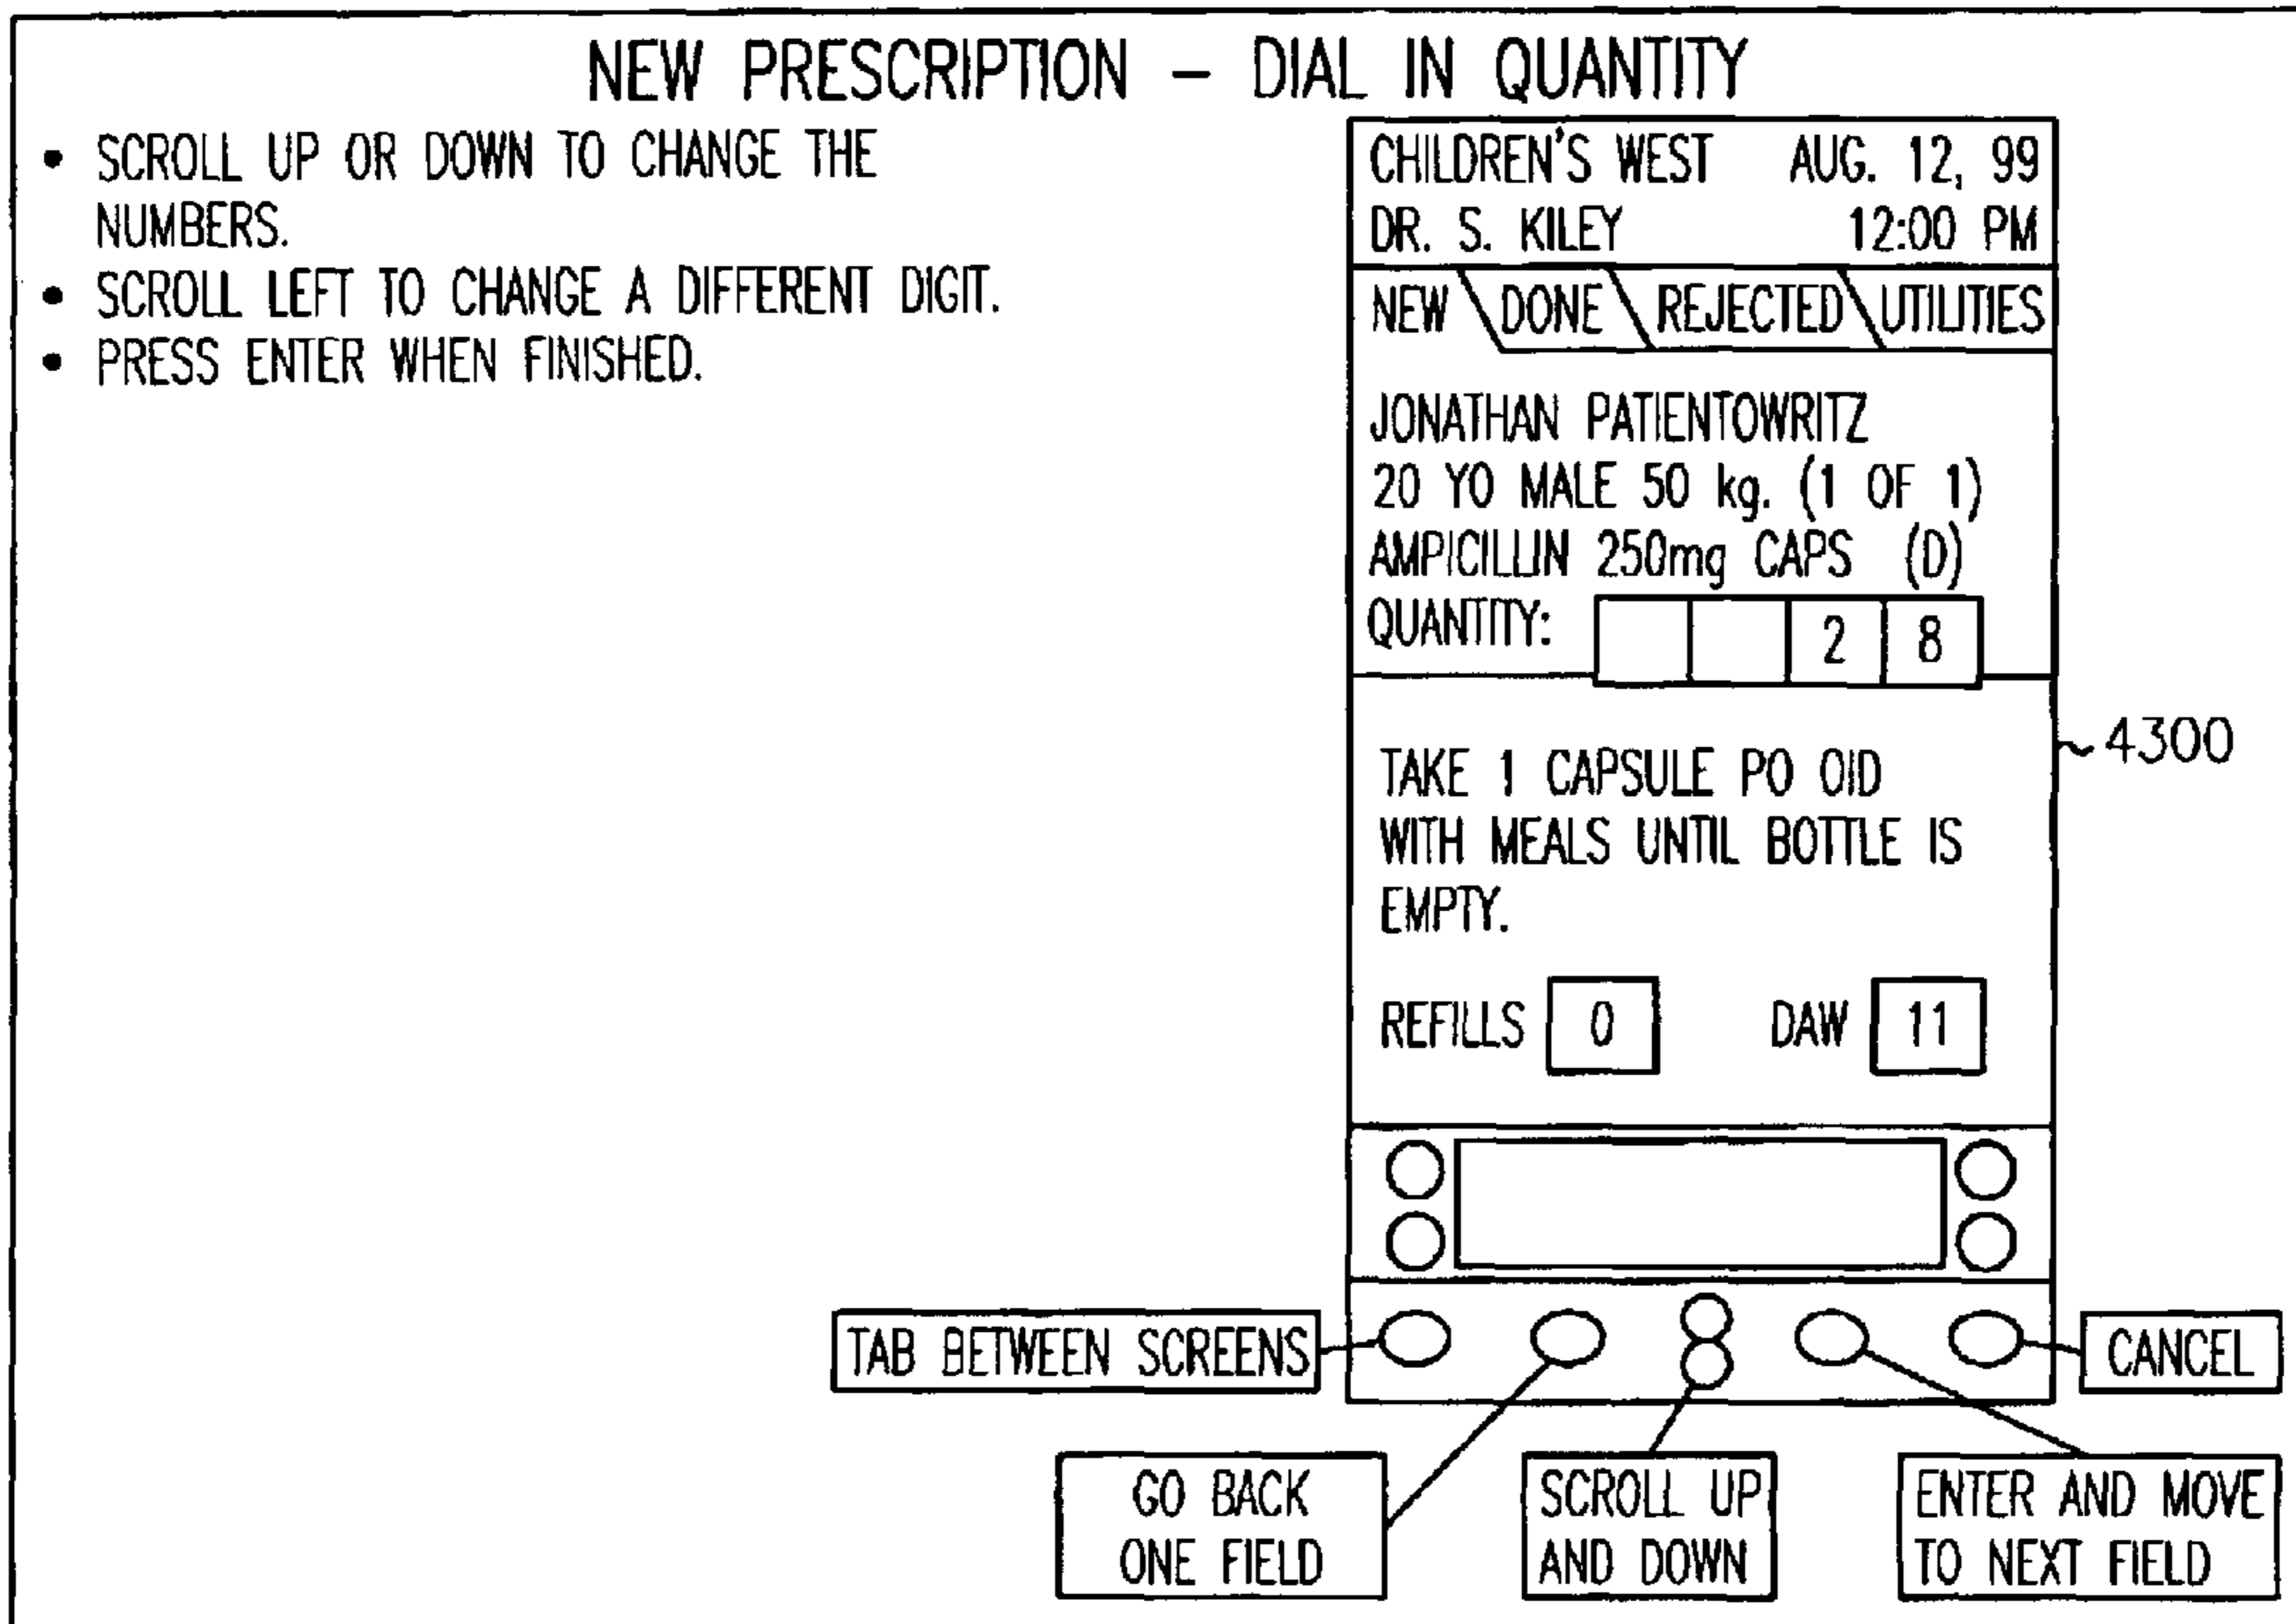 NEW PRESCRIPTION – DIAL IN QUANTITY
• SCROLL UP OR DOWN TO CHANGE THE
NUMBERS.
• SCROLL LEFT TO CHANGE A DIFFERENT DIGIT.
• PRESS ENTER WHEN FINISHED.
CHILDREN'S WEST AUG. 12, 99
DR. S. KILEY 12:00 PM
NEW DONE REJECTED UTILITIES
JONATHAN PATIENTOWRITZ
20 YO MALE 50 kg. (1 OF 1)
AMPICILLIN 250mg CAPS (D)
QUANTITY: 2 8
4300
TAKE 1 CAPSULE PO OID
WITH MEALS UNTIL BOTTLE IS
EMPTY.
REFILLS 0 DAW 11
TAB BETWEEN SCREENS
CANCEL
GO BACK
ONE FIELD
SCROLL UP
AND DOWN
ENTER AND MOVE
TO NEXT FIELD